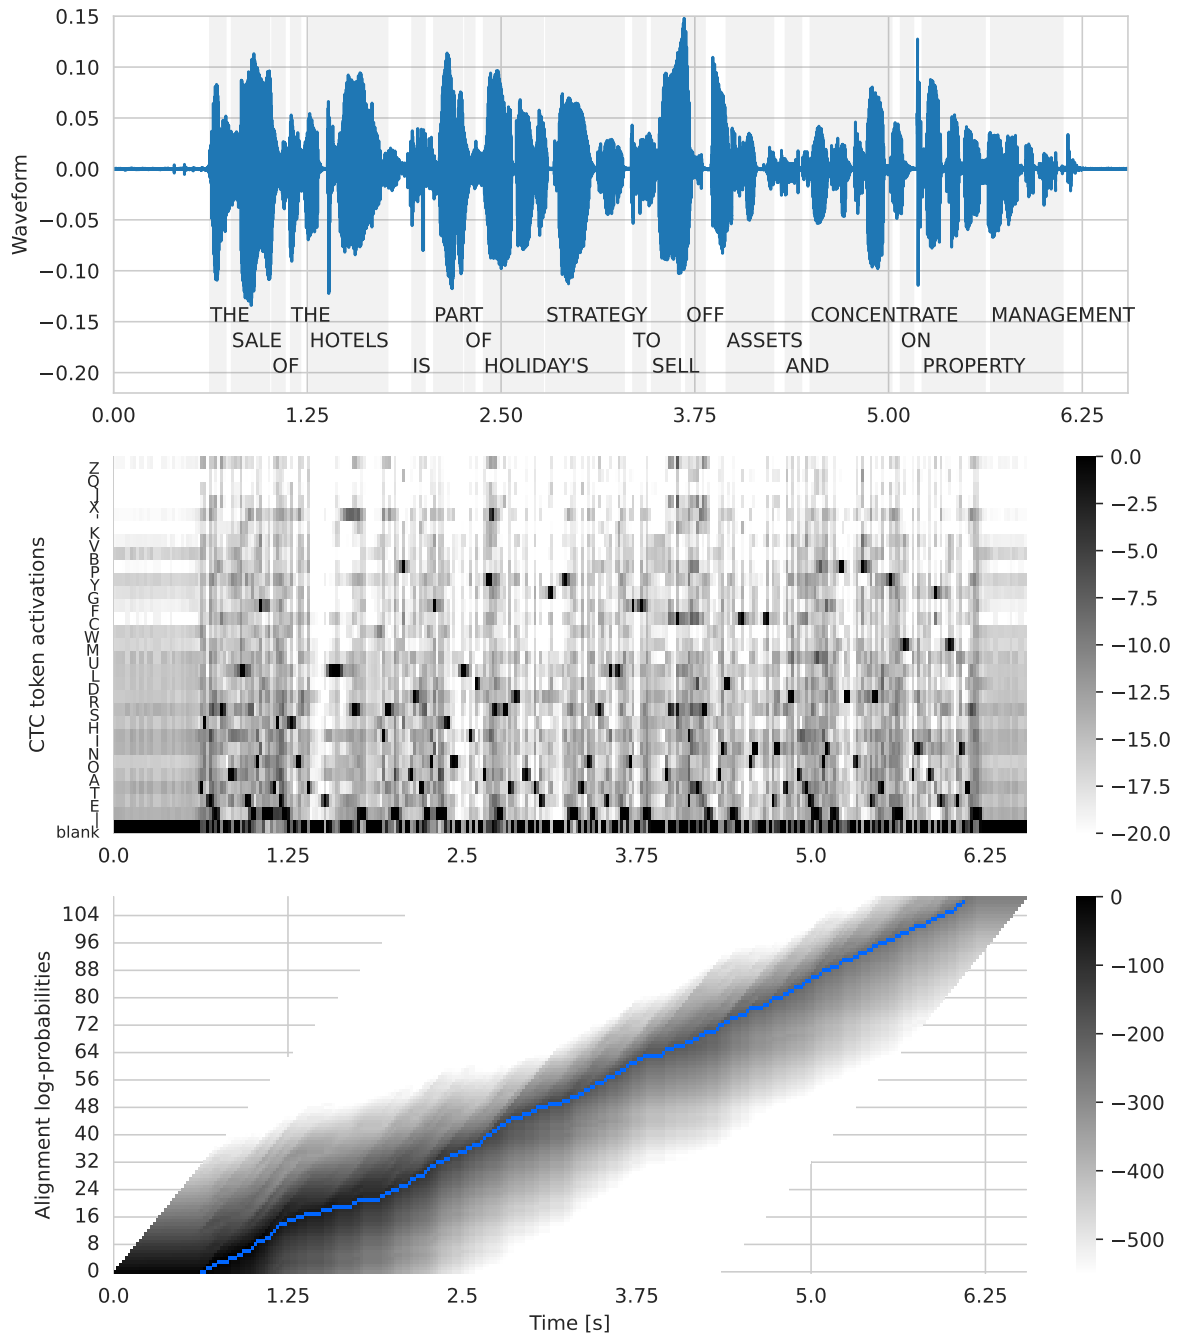 0.15
0.10
0.05
0.00
−0.05
−0.10
−0.15
−0.20
Waveform
THE THE PART STRATEGY OFF CONCENTRATE MANAGEMENT
SALE HOTELS OF TO ASSETS ON
OF IS HOLIDAY'S SELL AND PROPERTY
0.00 1.25 2.50 3.75 5.00 6.25
CTC token activations
Z
Q
J
X
'
K
V
B
P
Y
G
F
C
W
M
U
L
D
R
S
H
I
N
O
A
T
E
|
blank
0.0 1.25 2.5 3.75 5.0 6.25
0.0
−2.5
−5.0
−7.5
−10.0
−12.5
−15.0
−17.5
−20.0
Alignment log-probabilities
104
96
88
80
72
64
56
48
40
32
24
16
8
0
0.0 1.25 2.5 3.75 5.0 6.25
Time [s]
0
−100
−200
−300
−400
−500